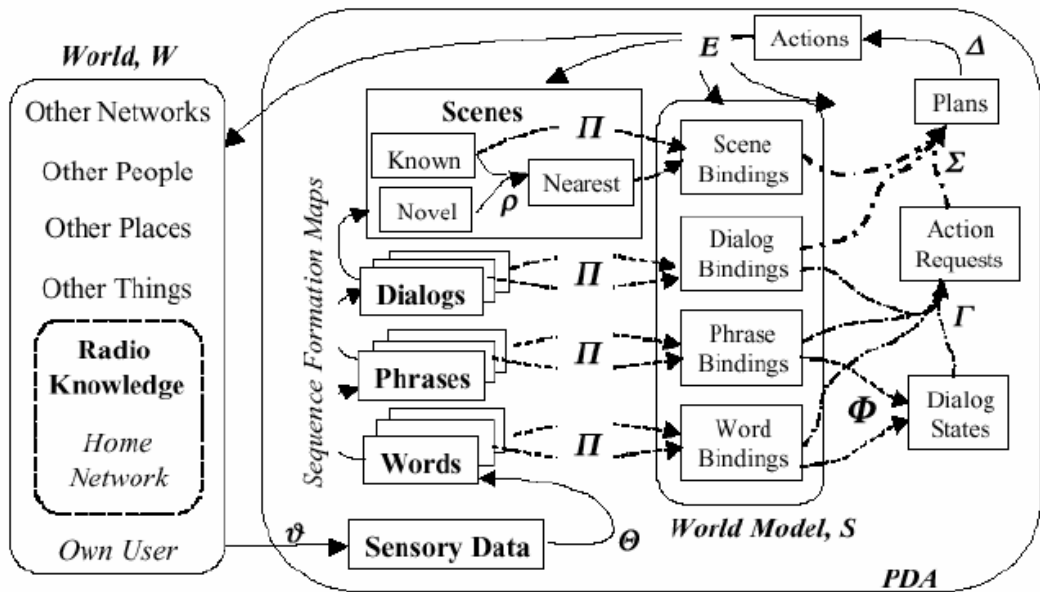 World, W
Other Networks
Other People
Other Places
Other Things
Radio
Knowledge
Home
Network
Own User
ϑ
Sensory Data
Θ
Sequence Formation Maps
Scenes
Known
Novel
ρ
Nearest
Π
Dialogs
Π
Phrases
Π
Words
Π
E
Actions
Δ
Plans
Σ
Scene
Bindings
Dialog
Bindings
Phrase
Bindings
Word
Bindings
World Model, S
Action
Requests
Γ
Φ
Dialog
States
PDA